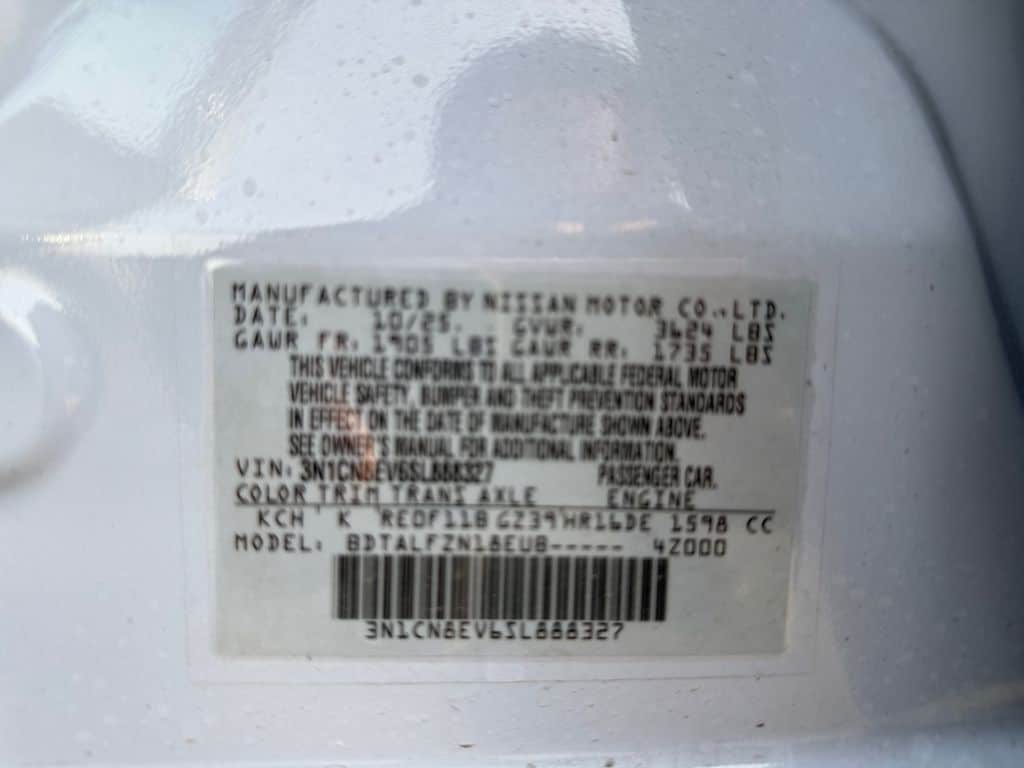 MANUFACTURED BY NISSAN MOTOR CO.,LTD.
DATE: 10/25. GVWR. 3624 LBS
GAWR FR. 1905 LBS GAWR RR. 1735 LBS
THIS VEHICLE CONFORMS TO ALL APPLICABLE FEDERAL MOTOR
VEHICLE SAFETY, BUMPER AND THEFT PREVENTION STANDARDS
IN EFFECT ON THE DATE OF MANUFACTURE SHOWN ABOVE.
SEE OWNER'S MANUAL FOR ADDITIONAL INFORMATION.
VIN: 3N1CN8EV6SL888327 PASSENGER CAR.
COLOR TRIM TRANS AXLE ENGINE
KCH K RE0F11B GZ39 HR16DE 1598 CC
MODEL: BDTALFZN18EUB----- 42000
3N1CN8EV6SL888327